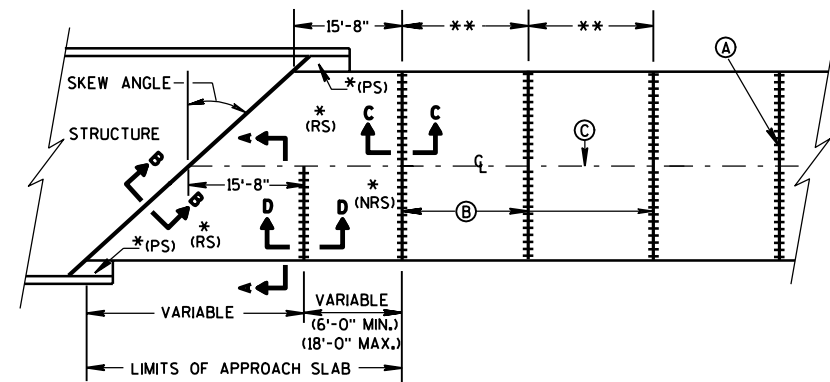 15'-8" ** **
A
SKEW ANGLE
*(PS)
C C
*
(RS)
STRUCTURE
A
C
B
℄
15'-8"
*
(NRS)
B
B
D D
*
(RS)
*(PS)
A
VARIABLE
VARIABLE
(6'-0" MIN.)
(18'-0" MAX.)
LIMITS OF APPROACH SLAB